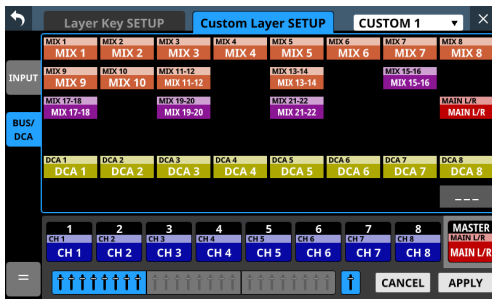 Layer Key SETUP Custom Layer SETUP CUSTOM 1
MIX 1 MIX 2 MIX 3 MIX 4 MIX 5 MIX 6 MIX 7 MIX 8
MIX 1 MIX 2 MIX 3 MIX 4 MIX 5 MIX 6 MIX 7 MIX 8
INPUT
MIX 9 MIX 10 MIX 11-12 MIX 13-14 MIX 15-16
MIX 9 MIX 10 MIX 11-12 MIX 13-14 MIX 15-16
MIX 17-18 MIX 19-20 MIX 21-22 MAIN L/R
MIX 17-18 MIX 19-20 MIX 21-22 MAIN L/R
BUS/
DCA
DCA 1 DCA 2 DCA 3 DCA 4 DCA 5 DCA 6 DCA 7 DCA 8
DCA 1 DCA 2 DCA 3 DCA 4 DCA 5 DCA 6 DCA 7 DCA 8
---
1 2 3 4 5 6 7 8 MASTER
CH 1 CH 2 CH 3 CH 4 CH 5 CH 6 CH 7 CH 8 MAIN L/R
CH 1 CH 2 CH 3 CH 4 CH 5 CH 6 CH 7 CH 8 MAIN L/R
CANCEL APPLY